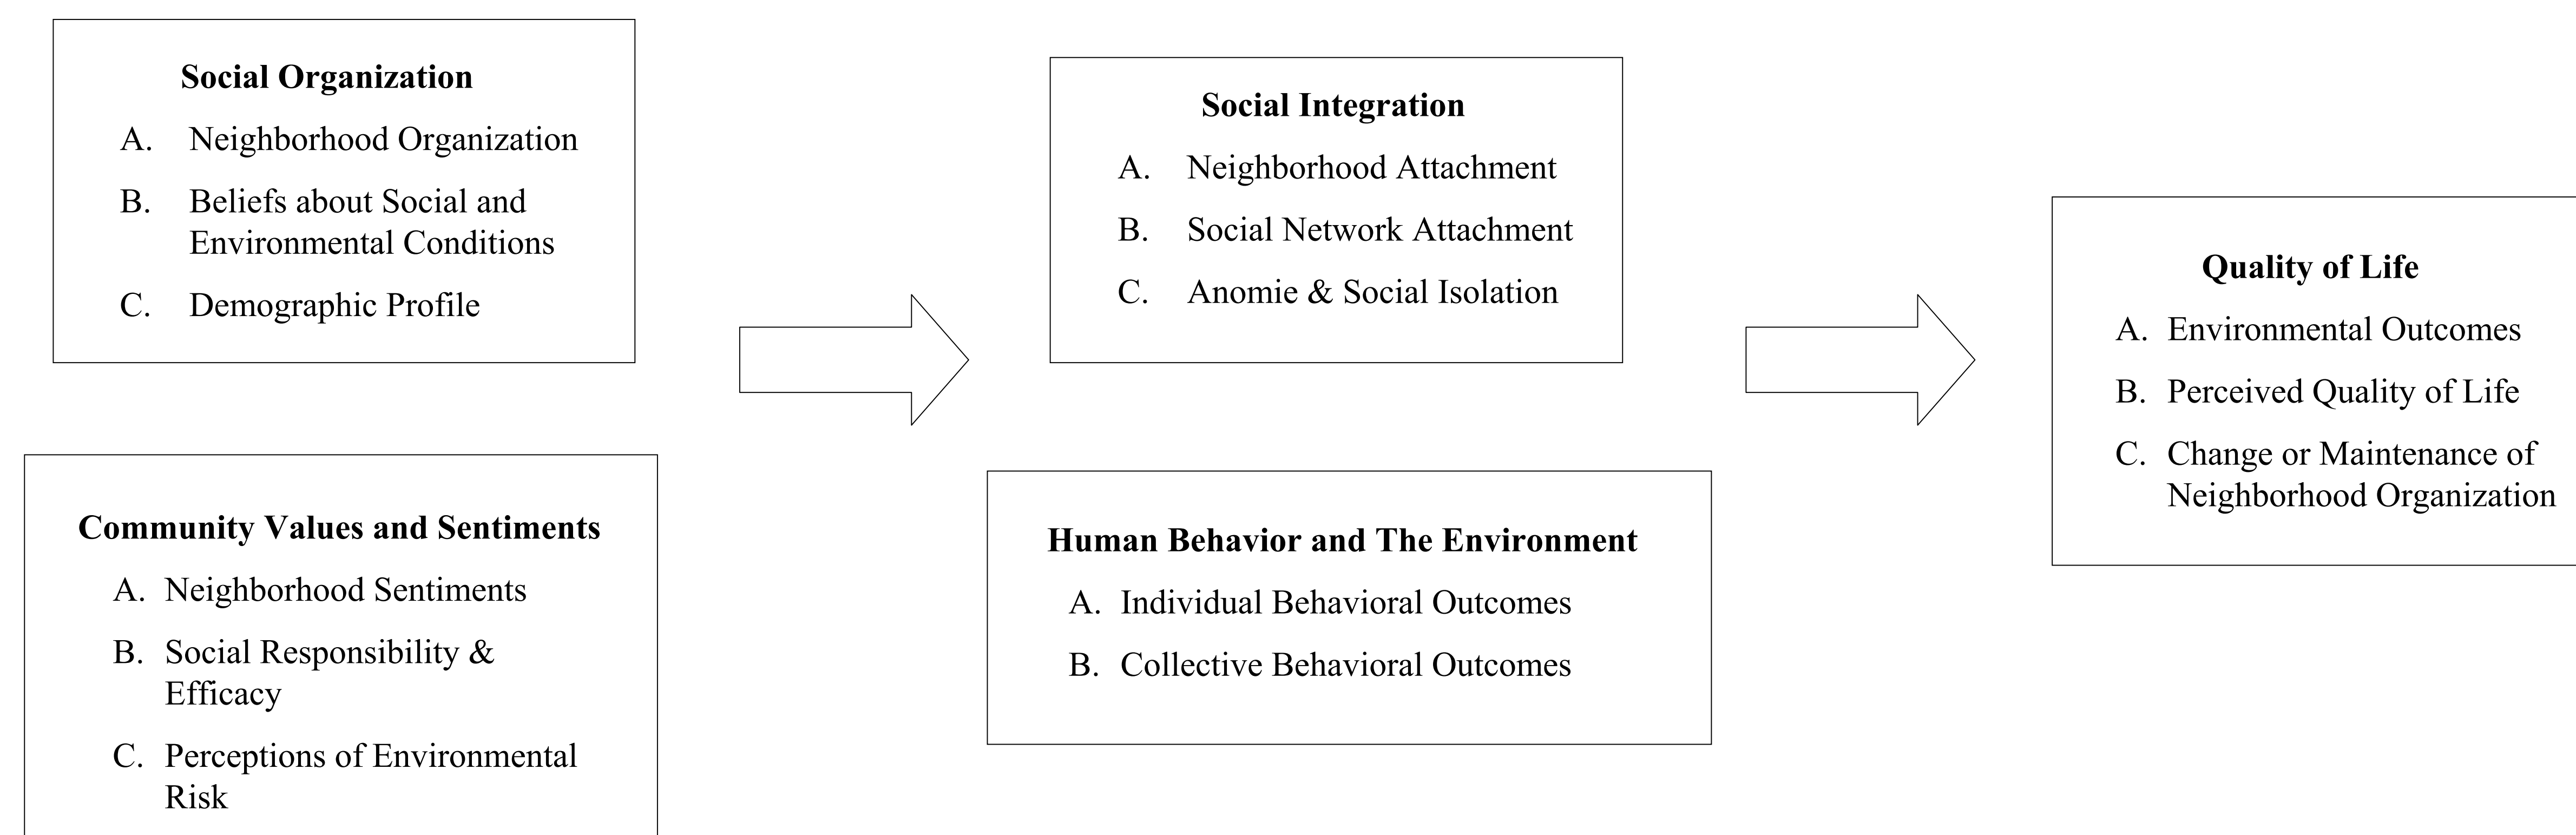 Social Organization
A. Neighborhood Organization
B. Beliefs about Social and
Environmental Conditions
C. Demographic Profile
Community Values and Sentiments
A. Neighborhood Sentiments
B. Social Responsibility &
Efficacy
C. Perceptions of Environmental
Risk
Social Integration
A. Neighborhood Attachment
B. Social Network Attachment
C. Anomie & Social Isolation
Human Behavior and The Environment
A. Individual Behavioral Outcomes
B. Collective Behavioral Outcomes
Quality of Life
A. Environmental Outcomes
B. Perceived Quality of Life
C. Change or Maintenance of
Neighborhood Organization